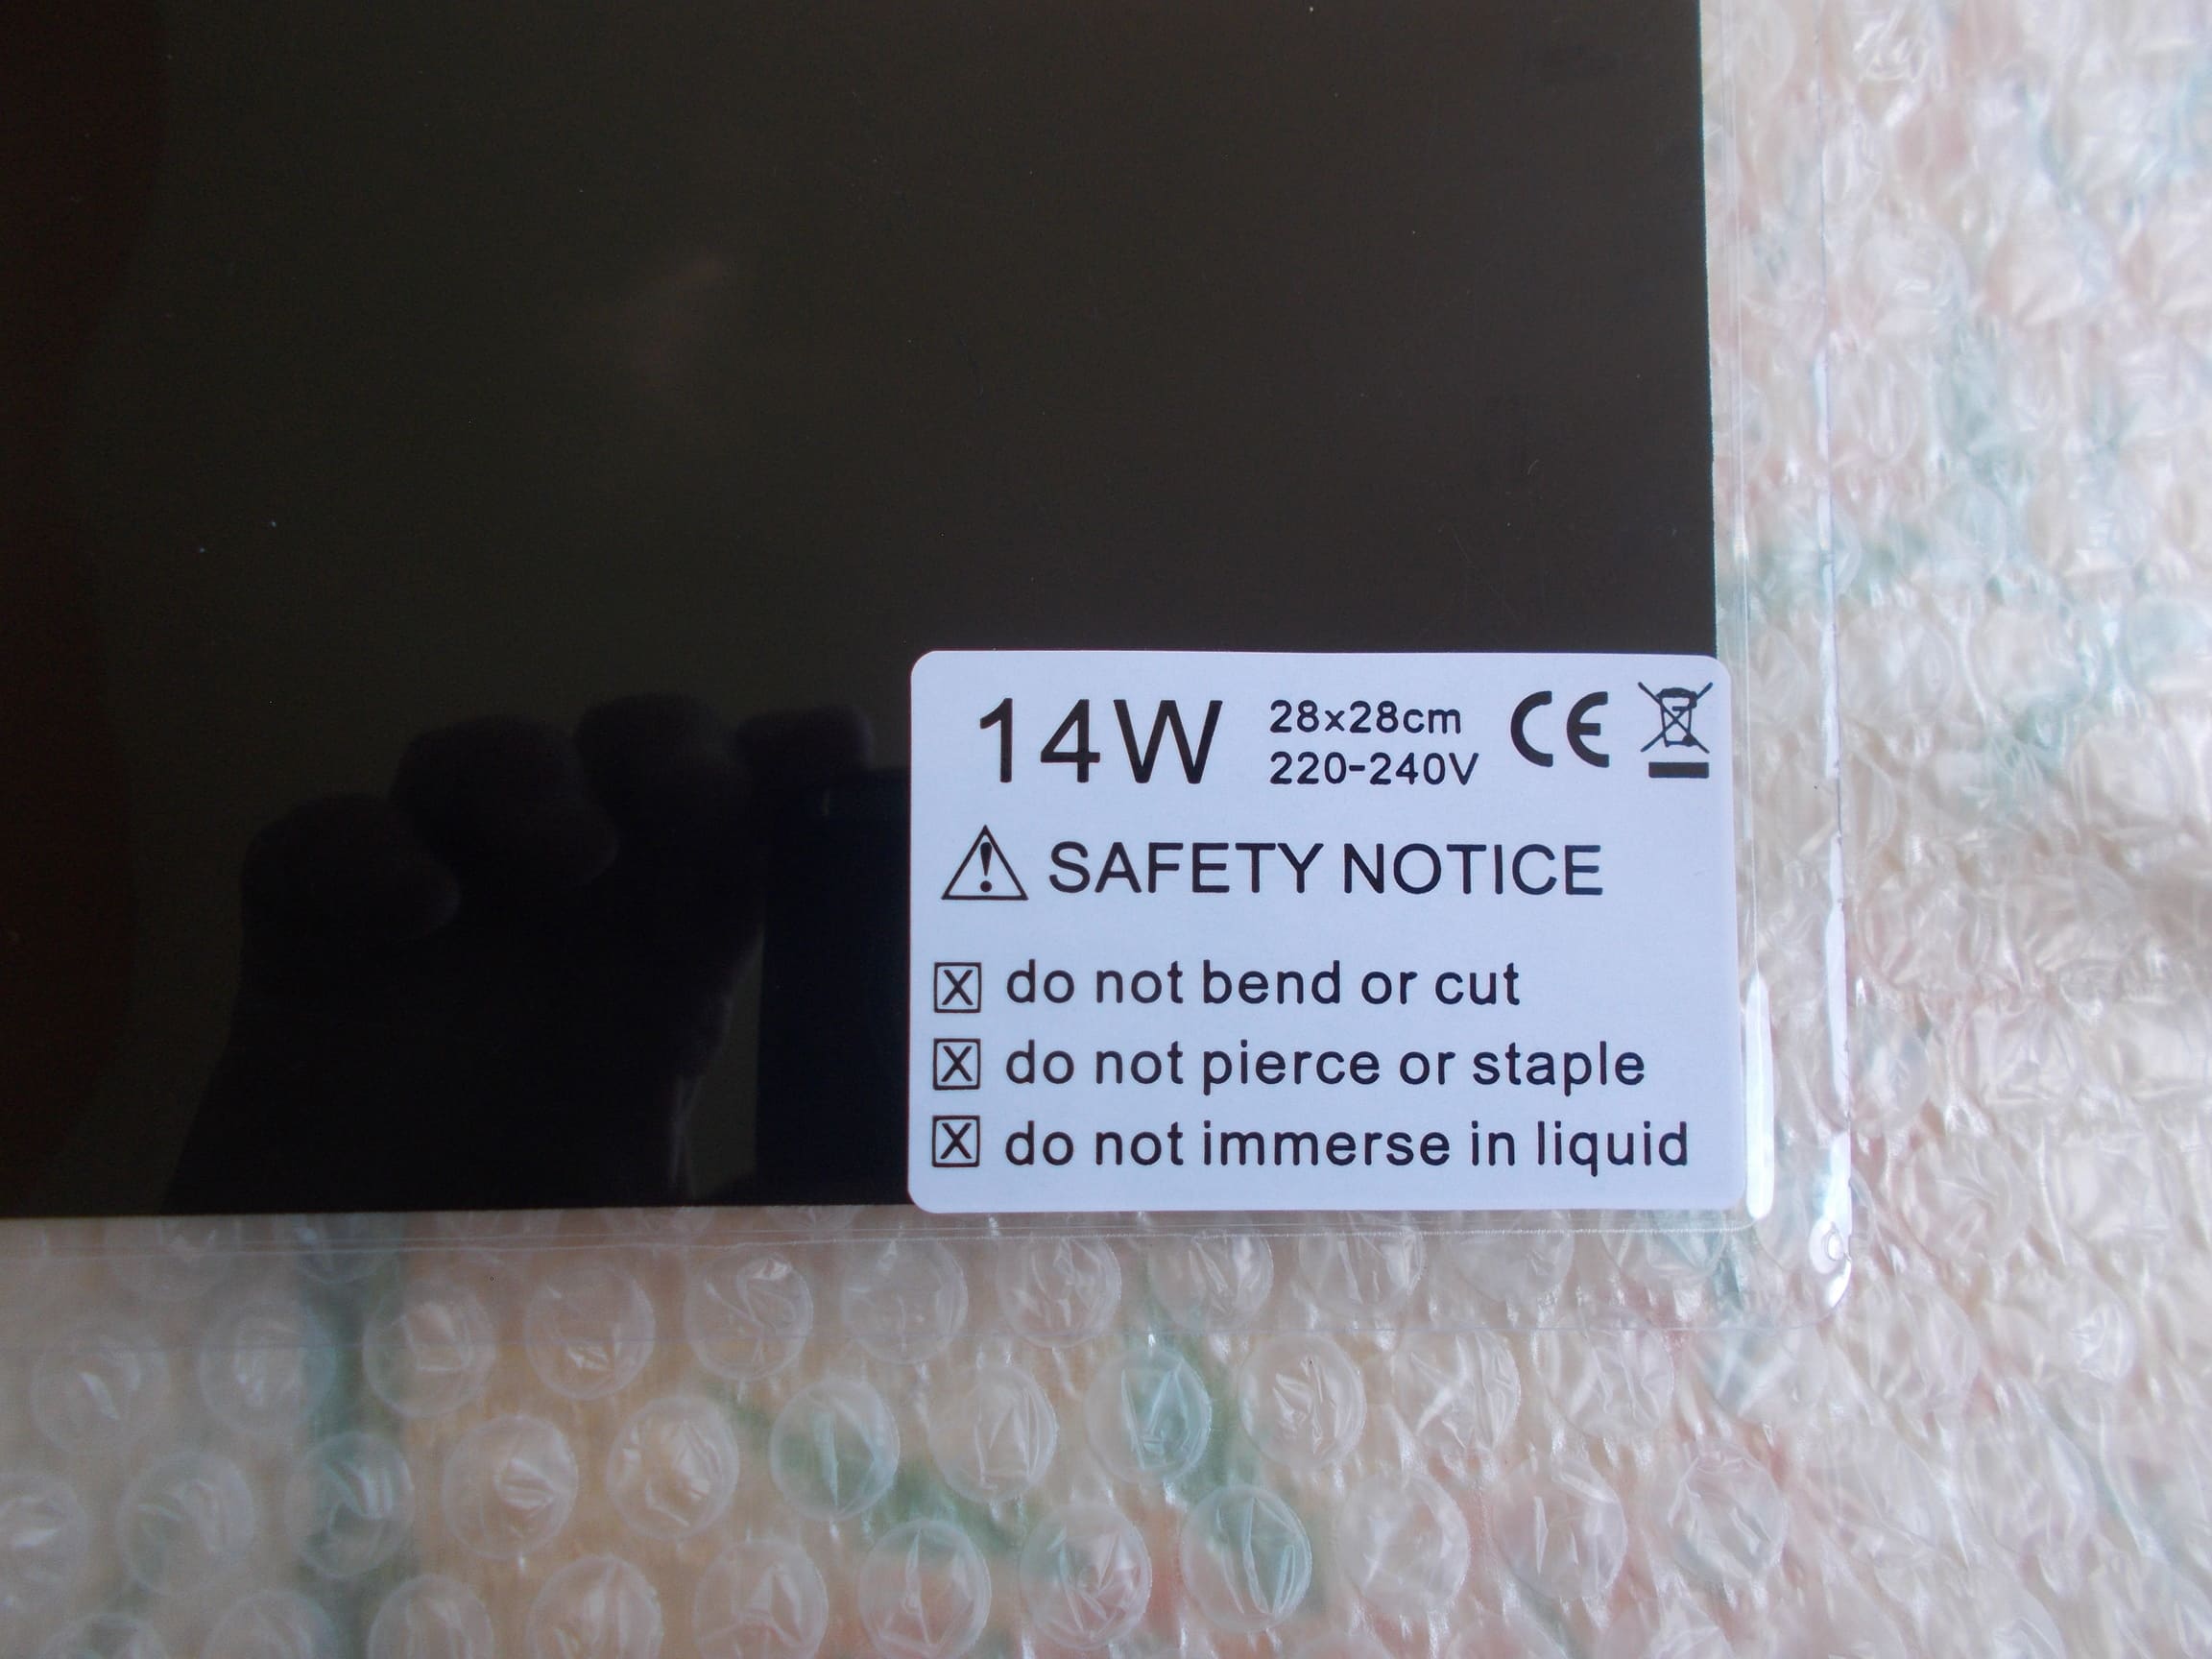 14W 28x28cm CE
220-240V
SAFETY NOTICE
do not bend or cut
do not pierce or staple
do not immerse in liquid